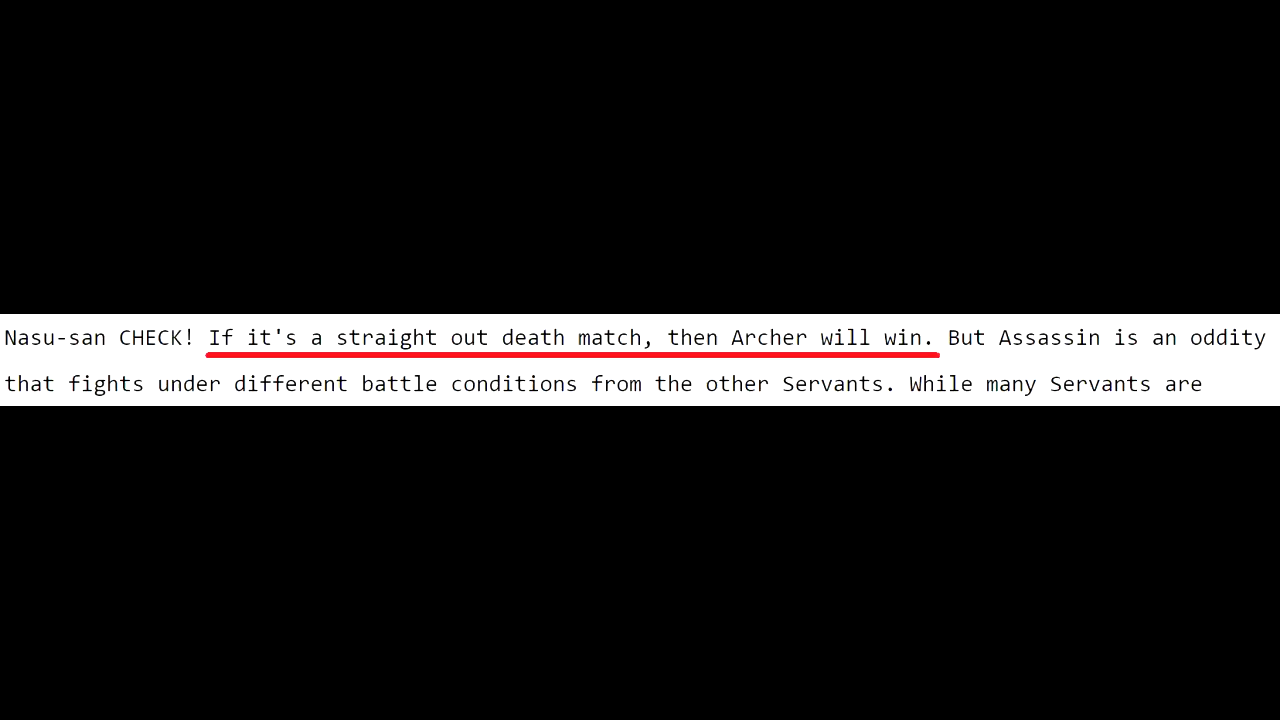 Nasu-san CHECK! If it's a straight out death match, then Archer will win. But Assassin is an oddity
that fights under different battle conditions from the other Servants. While many Servants are